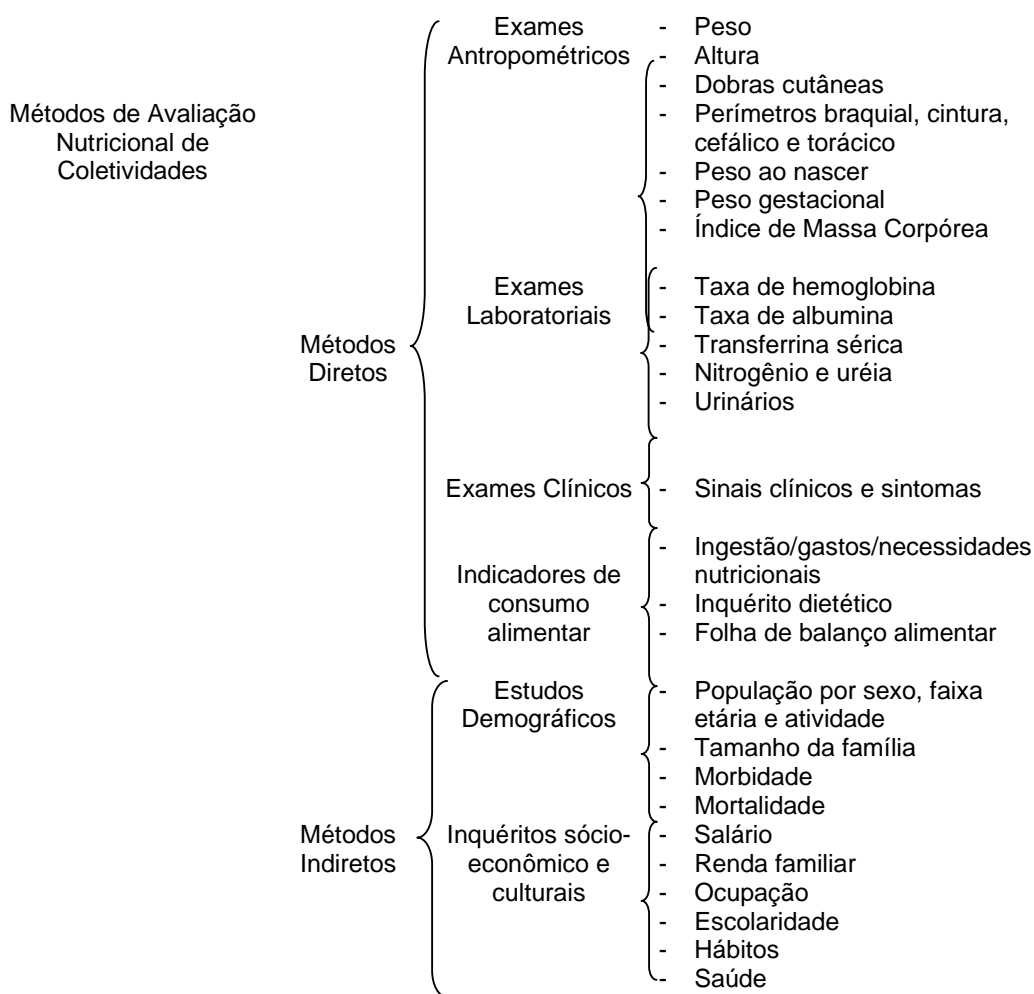 Métodos de Avaliação
Nutricional de
Coletividades
Métodos
Diretos
Exames
Antropométricos
- Peso
- Altura
- Dobras cutâneas
- Perímetros braquial, cintura,
cefálico e torácico
- Peso ao nascer
- Peso gestacional
- Índice de Massa Corpórea
Exames
Laboratoriais
- Taxa de hemoglobina
- Taxa de albumina
- Transferrina sérica
- Nitrogênio e uréia
- Urinários
Exames Clínicos
- Sinais clínicos e sintomas
Indicadores de
consumo
alimentar
- Ingestão/gastos/necessidades
nutricionais
- Inquérito dietético
- Folha de balanço alimentar
Métodos
Indiretos
Estudos
Demográficos
- População por sexo, faixa
etária e atividade
- Tamanho da família
- Morbidade
- Mortalidade
Inquéritos sócio-
econômico e
culturais
- Salário
- Renda familiar
- Ocupação
- Escolaridade
- Hábitos
- Saúde